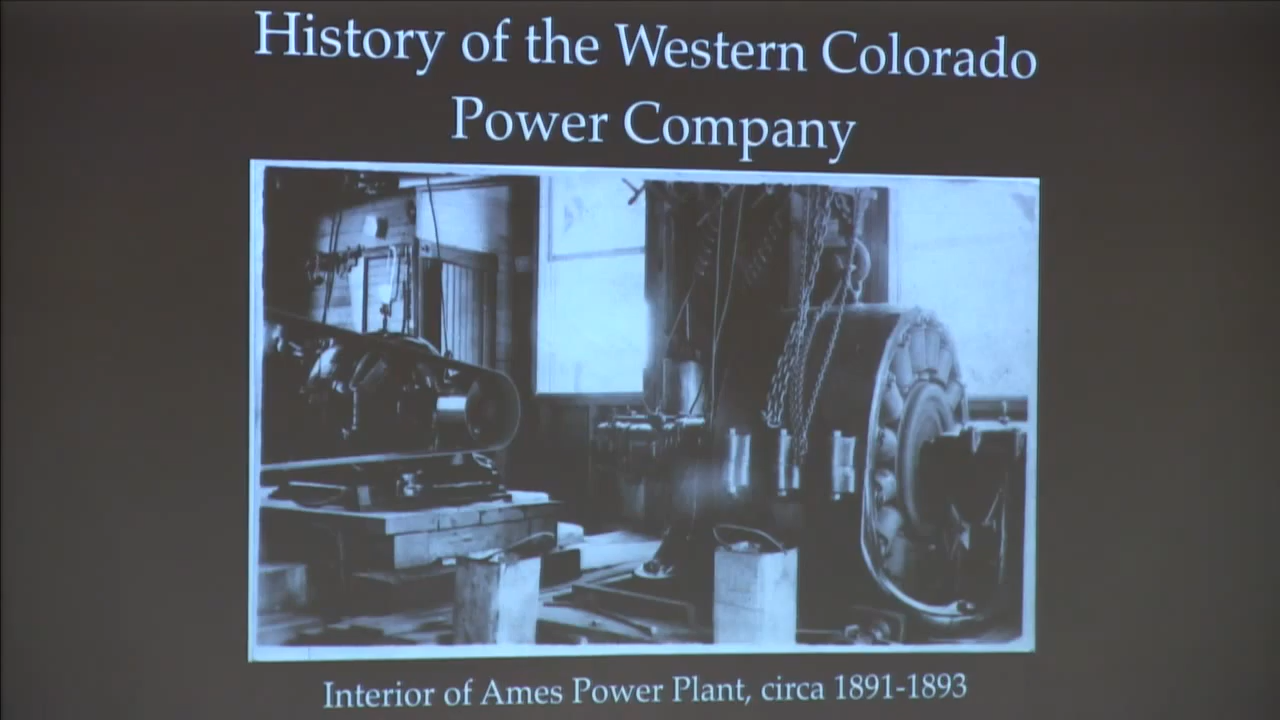 History of the Western Colorado
Power Company
Interior of Ames Power Plant, circa 1891-1893